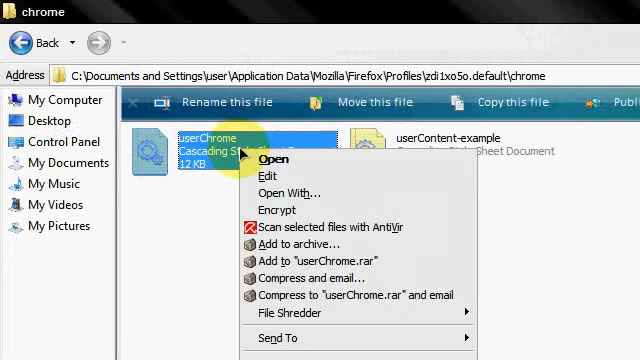 chrome
Back
Address C:\Documents and Settings\user\Application Data\Mozilla\Firefox\Profiles\zdi1xo5o.default\chrome
My Computer
Desktop
Control Panel
My Documents
My Music
My Videos
My Pictures
Rename this file Move this file Copy this file Publ
userChrome
Cascading
12 KB
userContent-example
Sheet Document
Open
Edit
Open With...
Encrypt
Scan selected files with AntiVir
Add to archive...
Add to "userChrome.rar"
Compress and email...
Compress to "userChrome.rar" and email
File Shredder
Send To